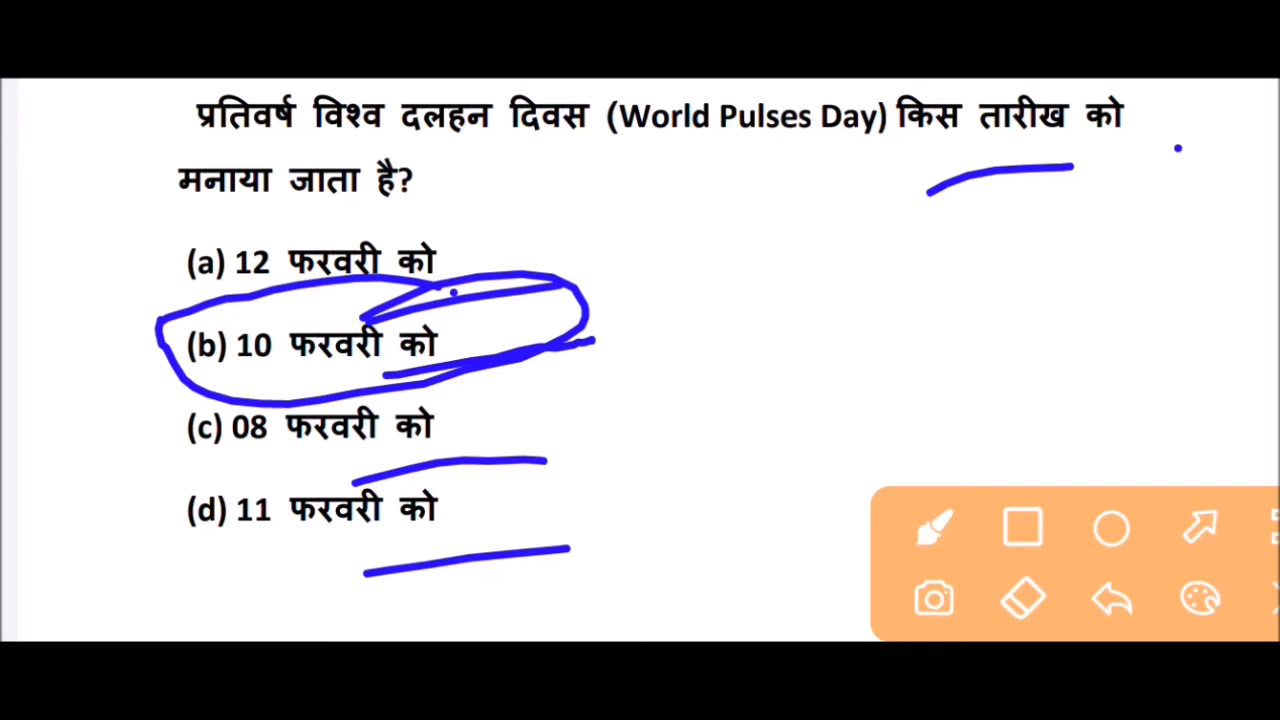 प्रतिवर्ष विश्व दलहन दिवस (World Pulses Day) किस तारीख को
मनाया जाता है?
(a) 12 फरवरी को
(b) 10 फरवरी को
(c) 08 फरवरी को
(d) 11 फरवरी को